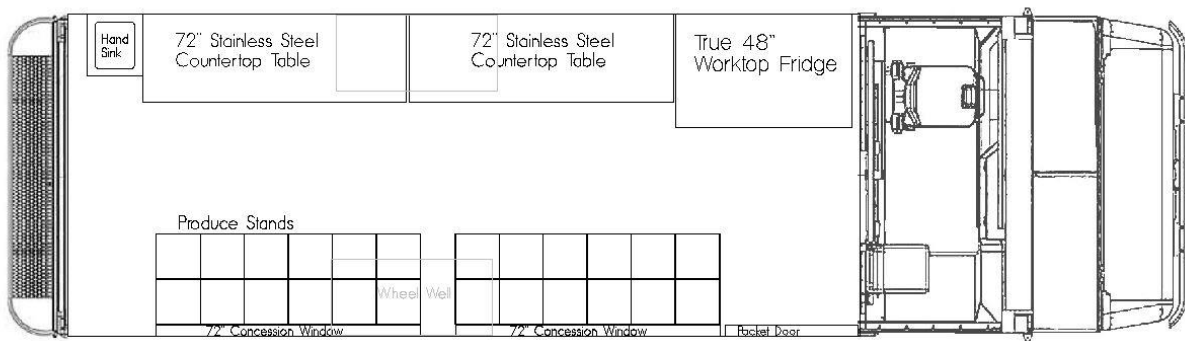 Hand
Sink
72" Stainless Steel
Countertop Table
72" Stainless Steel
Countertop Table
True 48"
Worktop Fridge
Produce Stands
Wheel Well
72" Concession Window
72" Concession Window
Pocket Door